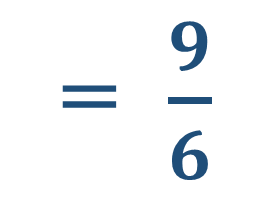 = 9/6